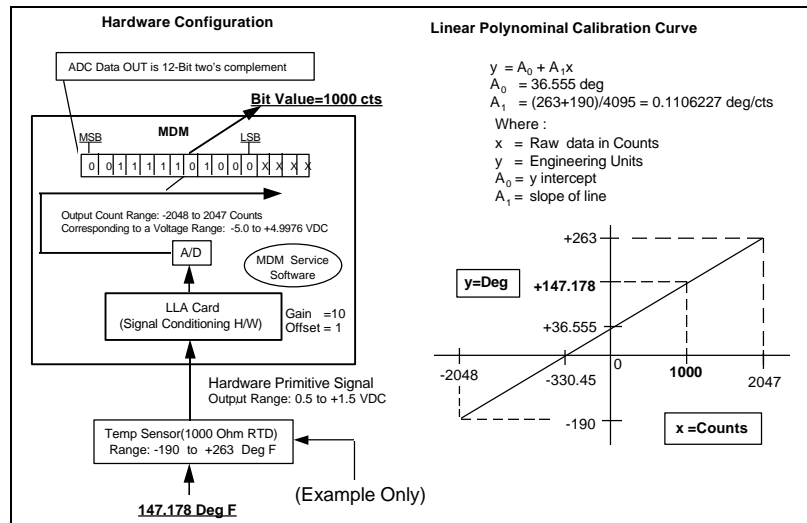 Hardware Configuration
ADC Data OUT is 12-Bit two's complement
Bit Value=1000 cts
MDM
MSB
LSB
0 0 1 1 1 1 1 0 1 0 0 0 X X X X
Output Count Range: -2048 to 2047 Counts
Corresponding to a Voltage Range: -5.0 to +4.9976 VDC
A/D
MDM Service
Software
LLA Card
(Signal Conditioning H/W)
Gain =10
Offset = 1
Hardware Primitive Signal
Output Range: 0.5 to +1.5 VDC
Temp Sensor(1000 Ohm RTD)
Range: -190 to +263 Deg F
(Example Only)
147.178 Deg F
Linear Polynominal Calibration Curve
y = A0 + A1x
A0 = 36.555 deg
A1 = (263+190)/4095 = 0.1106227 deg/cts
Where :
x = Raw data in Counts
y = Engineering Units
A0 = y intercept
A1 = slope of line
+263
y=Deg
+147.178
+36.555
-2048
-330.45
0
1000
2047
-190
x =Counts